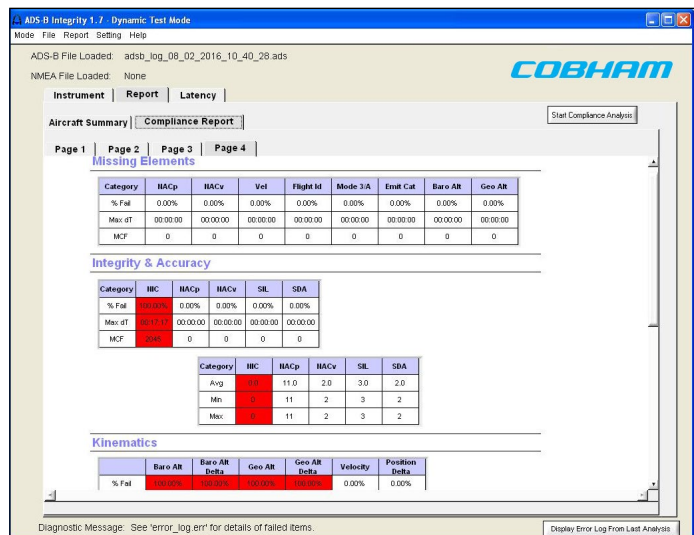 ADS-B Integrity 1.7 - Dynamic Test Mode
Mode File Report Setting Help
ADS-B File Loaded: adsb_log_08_02_2016_10_40_28.ads
NMEA File Loaded: None
COBHAM
Instrument Report Latency
Aircraft Summary Compliance Report
Start Compliance Analysis
Page 1 Page 2 Page 3 Page 4
Missing Elements
Category NACp NACv Vel Flight Id Mode 3/A Emit Cat Baro Alt Geo Alt
% Fail 0.00% 0.00% 0.00% 0.00% 0.00% 0.00% 0.00% 0.00%
Max dT 00:00:00 00:00:00 00:00:00 00:00:00 00:00:00 00:00:00 00:00:00 00:00:00
MCF 0 0 0 0 0 0 0 0
Integrity & Accuracy
Category NIC NACp NACv SIL SDA
% Fail 100.00% 0.00% 0.00% 0.00% 0.00%
Max dT 00:17:17 00:00:00 00:00:00 00:00:00 00:00:00
MCF 2045 0 0 0 0
Category NIC NACp NACv SIL SDA
Avg 0.0 11.0 2.0 3.0 2.0
Min 0 11 2 3 2
Max 0 11 2 3 2
Kinematics
Baro Alt Baro Alt Delta Geo Alt Geo Alt Delta Velocity Position Delta
% Fail 100.00% 100.00% 100.00% 100.00% 0.00% 0.00%
Diagnostic Message: See 'error_log.err' for details of failed items.
Display Error Log From Last Analysis